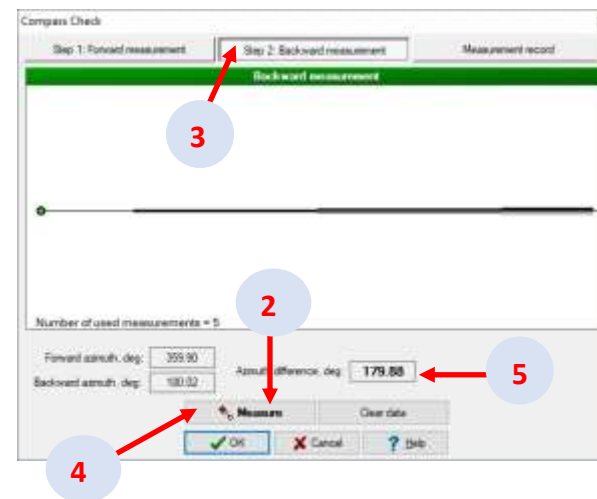 Compass Check
Step 1: Forward measurement
Step 2: Backward measurement
Measurement record
Backward measurement
3
Number of used measurements = 5
2
Forward azimuth, deg: 359.90
Azimuth difference, deg 179.88
5
Backward azimuth, deg: 180.02
Measure
Clear data
4
OK
Cancel
? Help